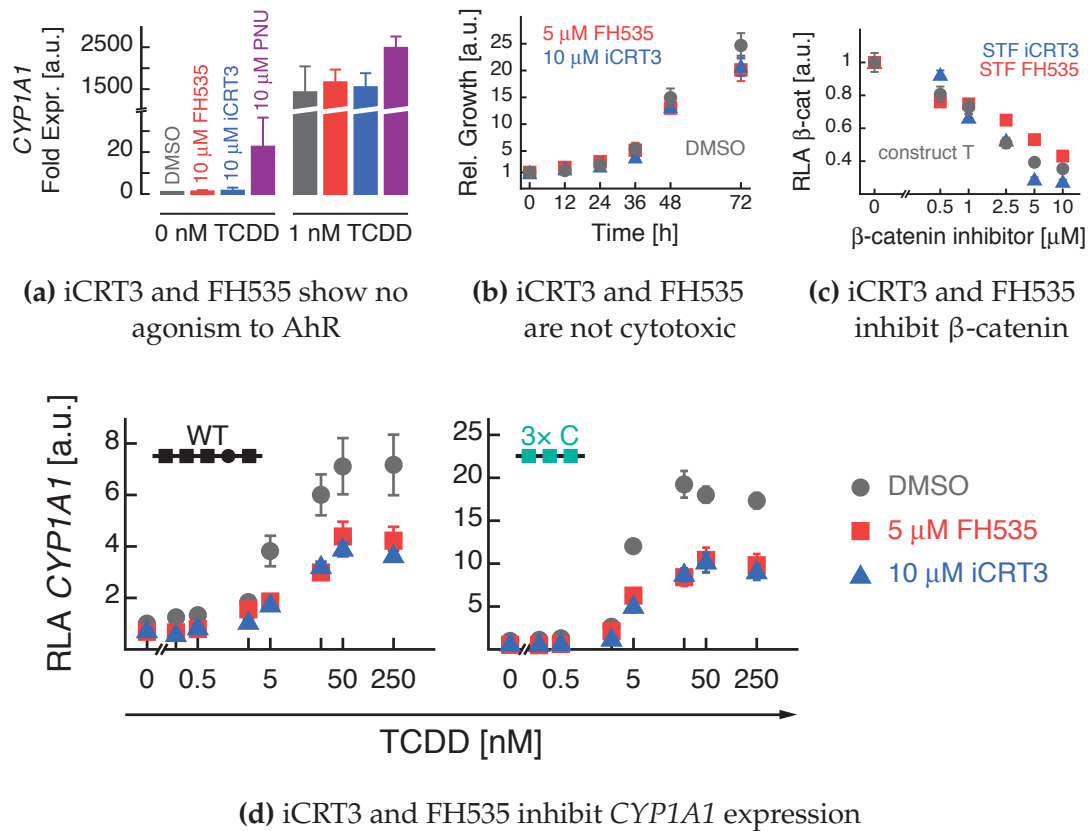 CYP1A1
Fold Expr. [a.u.]
2500
1500
20
0
DMSO
10 µM FH535
10 µM iCRT3
10 µM PNU
0 nM TCDD
1 nM TCDD
Rel. Growth [a.u.]
5 µM FH535
10 µM iCRT3
25
20
15
10
5
1
DMSO
0 12 24 36 48 72
Time [h]
RLA β-cat [a.u.]
STF iCRT3
STF FH535
1
0.8
0.6
0.4
construct T
0 0.5 1 2.5 5 10
β-catenin inhibitor [µM]
(a) iCRT3 and FH535 show no
agonism to AhR
(b) iCRT3 and FH535
are not cytotoxic
(c) iCRT3 and FH535
inhibit β-catenin
RLA CYP1A1 [a.u.]
WT
8
6
4
2
0 0.5 5 50 250
3× C
25
20
15
10
5
0 0.5 5 50 250
DMSO
5 µM FH535
10 µM iCRT3
TCDD [nM]
(d) iCRT3 and FH535 inhibit CYP1A1 expression